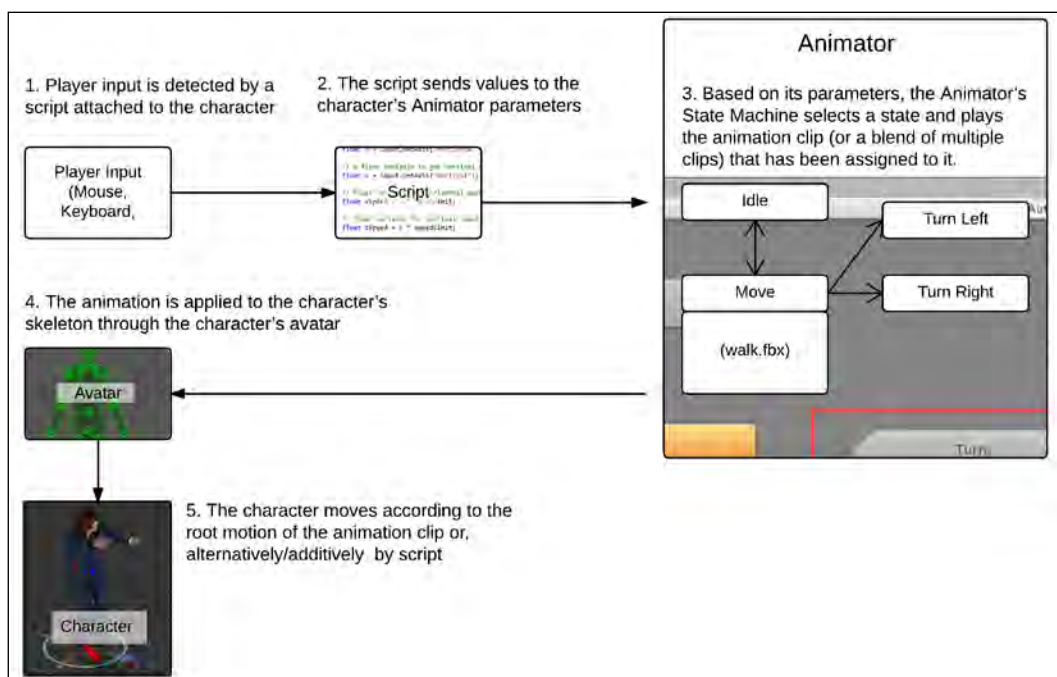 Animator
1. Player input is detected by a
script attached to the character
2. The script sends values to the
character's Animator parameters
3. Based on its parameters, the Animator's
State Machine selects a state and plays
the animation clip (or a blend of multiple
clips) that has been assigned to it.
Player input
(Mouse,
Keyboard,
Script
Idle
Turn Left
Move
Turn Right
(walk.fbx)
Turn
4. The animation is applied to the character's
skeleton through the character's avatar
Avatar
5. The character moves according to the
root motion of the animation clip or,
alternatively/additively by script
Character